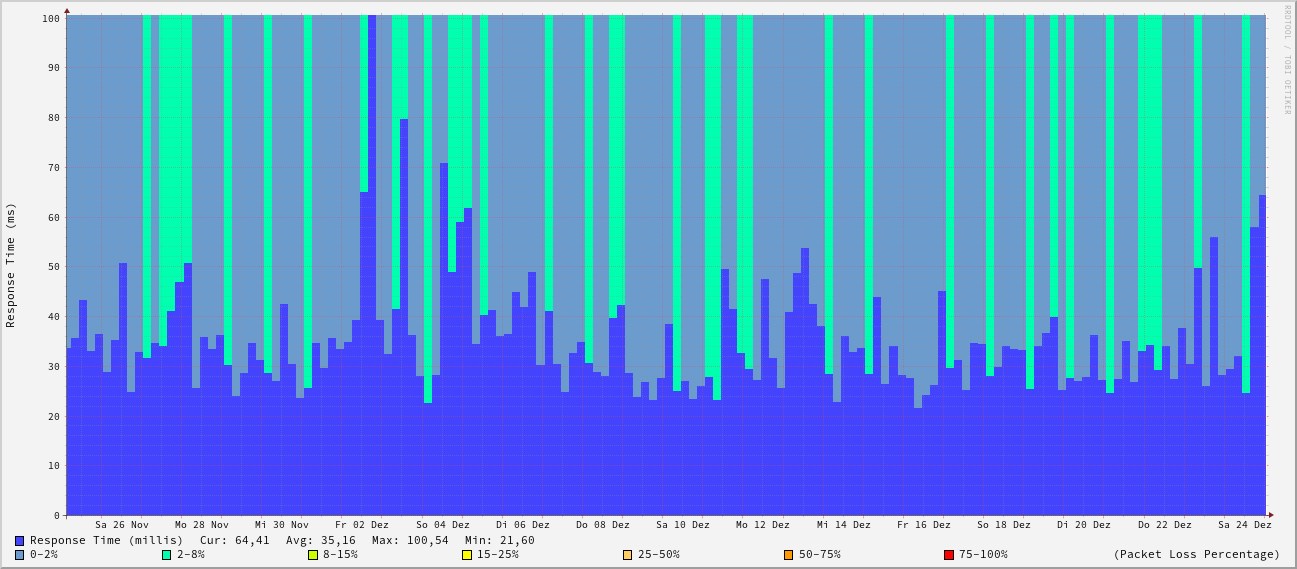 RRDTOOL / TOBI OETIKER
Response Time (ms)
100
90
80
70
60
50
40
30
20
10
0
Sa 26 Nov Mo 28 Nov Mi 30 Nov Fr 02 Dez So 04 Dez Di 06 Dez Do 08 Dez Sa 10 Dez Mo 12 Dez Mi 14 Dez Fr 16 Dez So 18 Dez Di 20 Dez Do 22 Dez Sa 24 Dez
Response Time (millis) Cur: 64,41 Avg: 35,16 Max: 100,54 Min: 21,60
0-2% 2-8% 8-15% 15-25% 25-50% 50-75% 75-100% (Packet Loss Percentage)